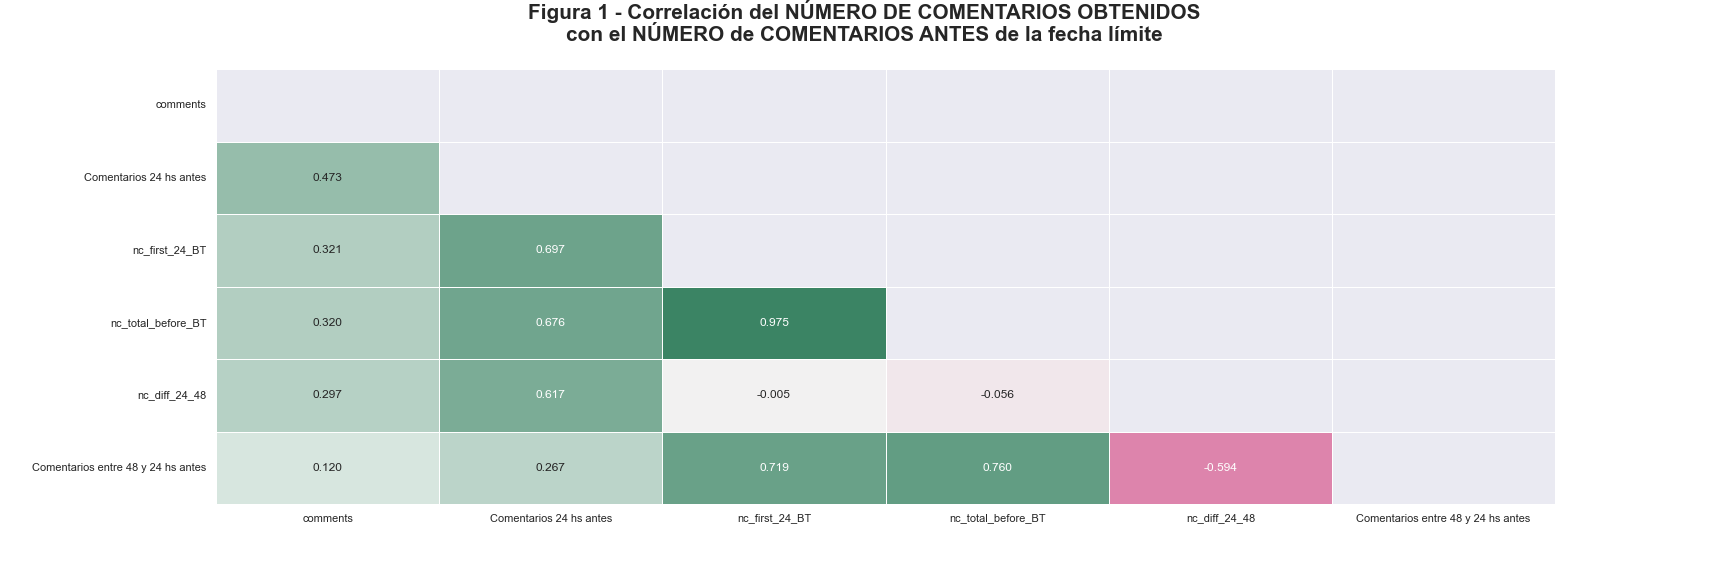 Figura 1 - Correlación del NÚMERO DE COMENTARIOS OBTENIDOS
con el NÚMERO de COMENTARIOS ANTES de la fecha límite
comments
Comentarios 24 hs antes 0.473
nc_first_24_BT 0.321 0.697
nc_total_before_BT 0.320 0.676 0.975
nc_diff_24_48 0.297 0.617 -0.005 -0.056
Comentarios entre 48 y 24 hs antes 0.120 0.267 0.719 0.760 -0.594
comments Comentarios 24 hs antes nc_first_24_BT nc_total_before_BT nc_diff_24_48 Comentarios entre 48 y 24 hs antes